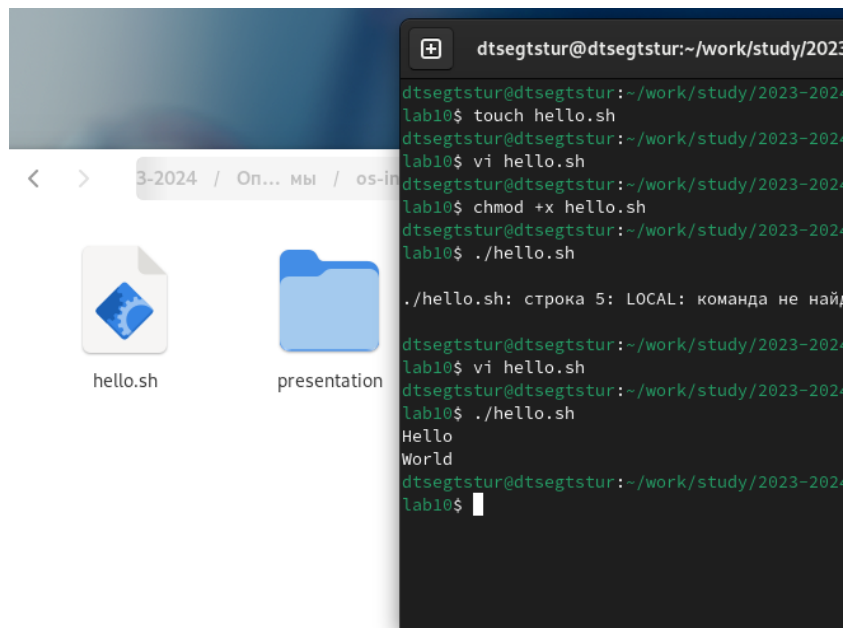 3-2024 / Оп... мы / os-in
hello.sh
presentation
dtsegtstur@dtsegtstur:~/work/study/2023
dtsegtstur@dtsegtstur:~/work/study/2023-2024
lab10$ touch hello.sh
dtsegtstur@dtsegtstur:~/work/study/2023-2024
lab10$ vi hello.sh
dtsegtstur@dtsegtstur:~/work/study/2023-2024
lab10$ chmod +x hello.sh
dtsegtstur@dtsegtstur:~/work/study/2023-2024
lab10$ ./hello.sh
./hello.sh: строка 5: LOCAL: команда не найд
dtsegtstur@dtsegtstur:~/work/study/2023-2024
lab10$ vi hello.sh
dtsegtstur@dtsegtstur:~/work/study/2023-2024
lab10$ ./hello.sh
Hello
World
dtsegtstur@dtsegtstur:~/work/study/2023-2024
lab10$